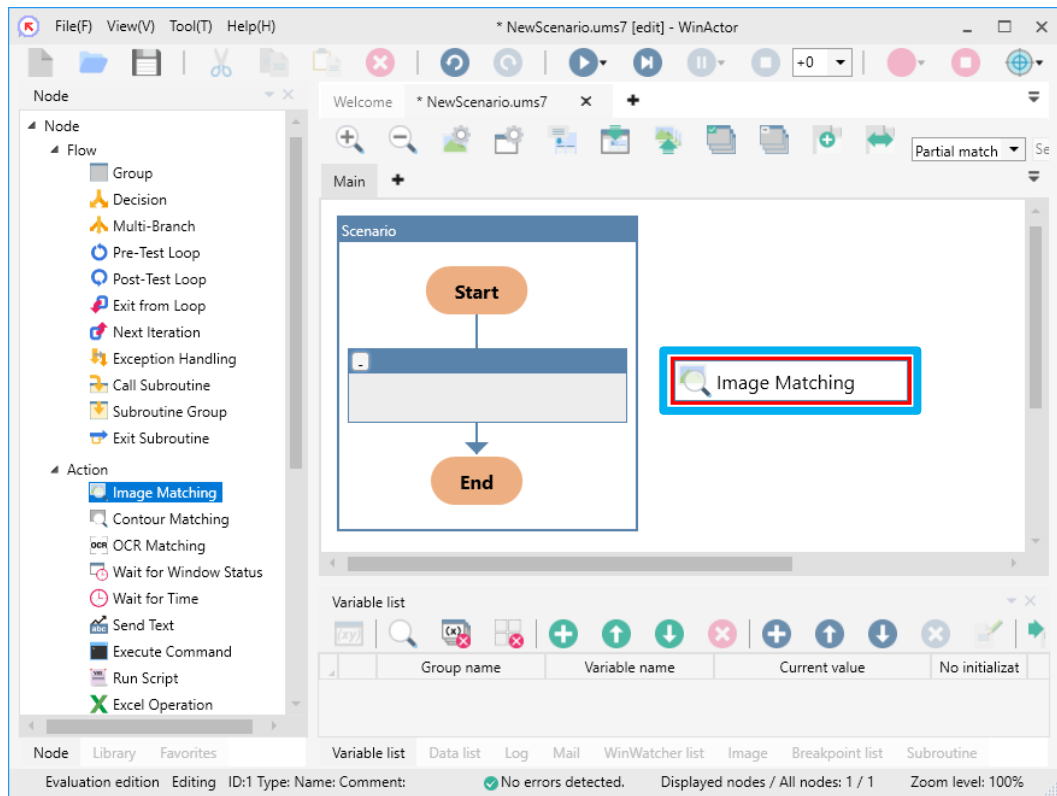 File(F) View(V) Tool(T) Help(H)
* NewScenario.ums7 [edit] - WinActor
+0
Node
Node
Flow
Group
Decision
Multi-Branch
Pre-Test Loop
Post-Test Loop
Exit from Loop
Next Iteration
Exception Handling
Call Subroutine
Subroutine Group
Exit Subroutine
Action
Image Matching
Contour Matching
OCR OCR Matching
Wait for Window Status
Wait for Time
abc Send Text
Execute Command
Run Script
Excel Operation
Node Library Favorites
Welcome * NewScenario.ums7
Partial match Se
Main
Scenario
Start
End
Image Matching
Variable list
(xy) (x)
Group name Variable name Current value No initializat
Variable list Data list Log Mail WinWatcher list Image Breakpoint list Subroutine
Evaluation edition Editing ID:1 Type: Name: Comment: No errors detected. Displayed nodes / All nodes: 1 / 1 Zoom level: 100%